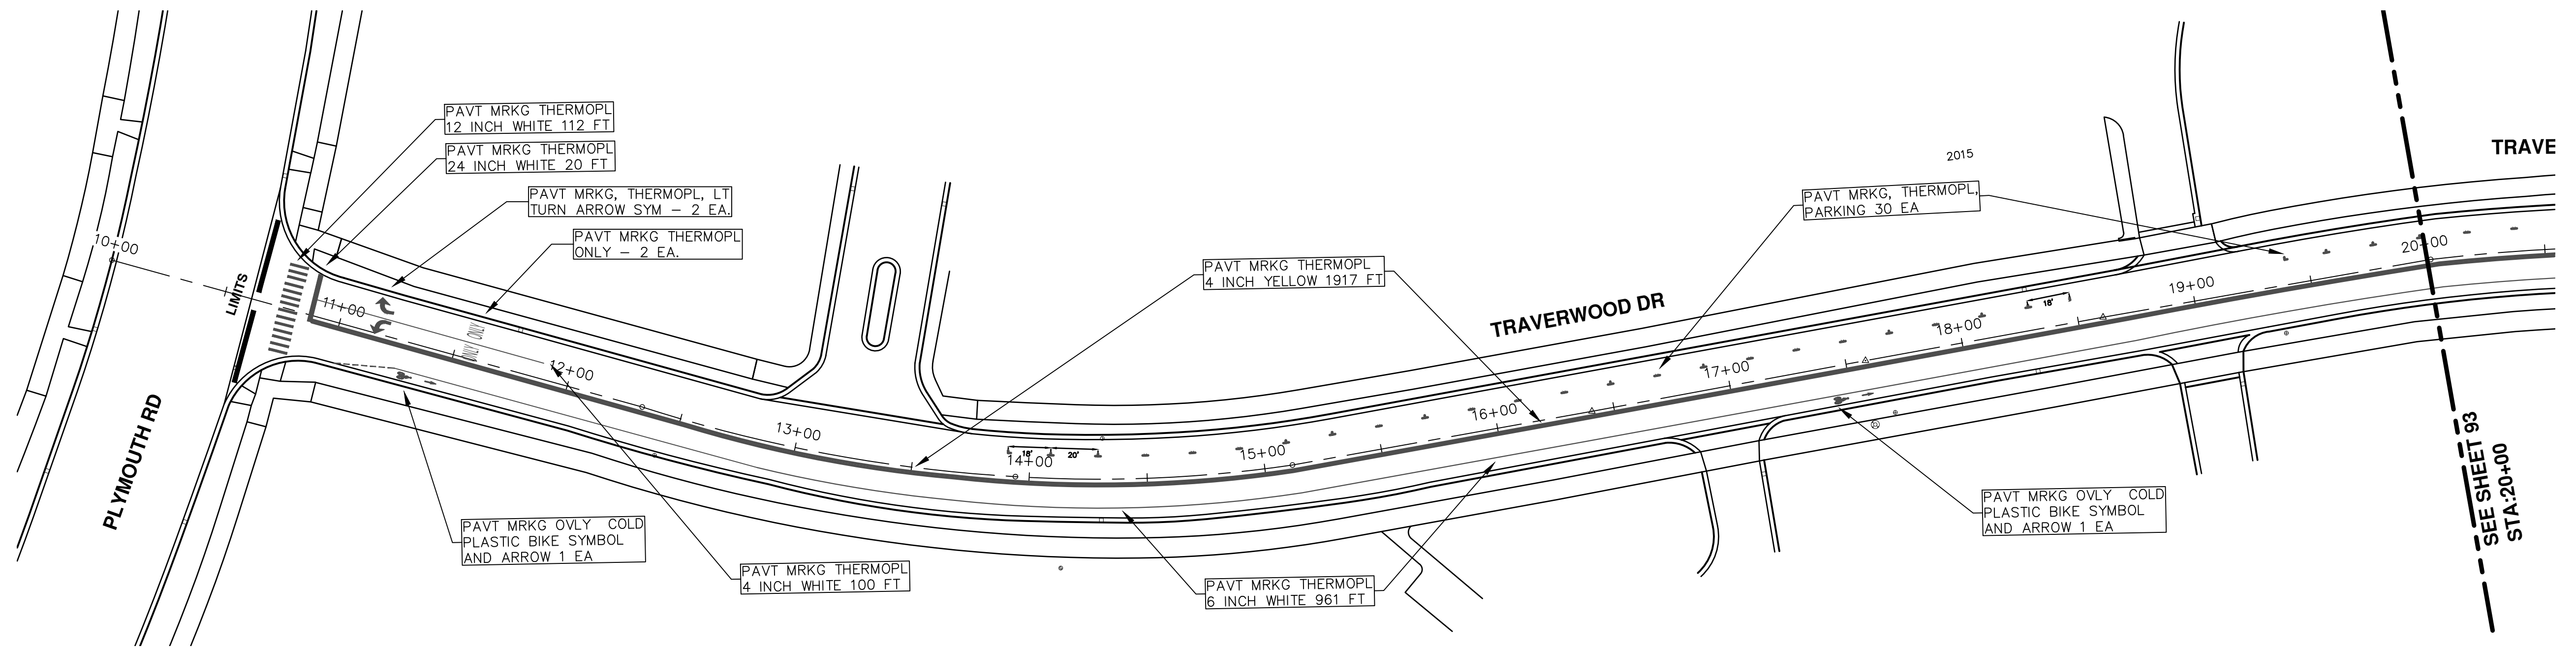 PAVT MRKG THERMOPL
12 INCH WHITE 112 FT
PAVT MRKG THERMOPL
24 INCH WHITE 20 FT
PAVT MRKG, THERMOPL, LT
TURN ARROW SYM – 2 EA.
PAVT MRKG THERMOPL
ONLY – 2 EA.
10+00
LIMITS
11+00
ONLY
ONLY
12+00
13+00
18'
14+00
20'
15+00
16+00
17+00
18+00
18'
19+00
20+00
PAVT MRKG THERMOPL
4 INCH YELLOW 1917 FT
TRAVERWOOD DR
2015
PAVT MRKG, THERMOPL,
PARKING 30 EA
TRAVE
PLYMOUTH RD
PAVT MRKG OVLY COLD
PLASTIC BIKE SYMBOL
AND ARROW 1 EA
PAVT MRKG THERMOPL
4 INCH WHITE 100 FT
PAVT MRKG THERMOPL
6 INCH WHITE 961 FT
PAVT MRKG OVLY COLD
PLASTIC BIKE SYMBOL
AND ARROW 1 EA
SEE SHEET 93
STA:20+00